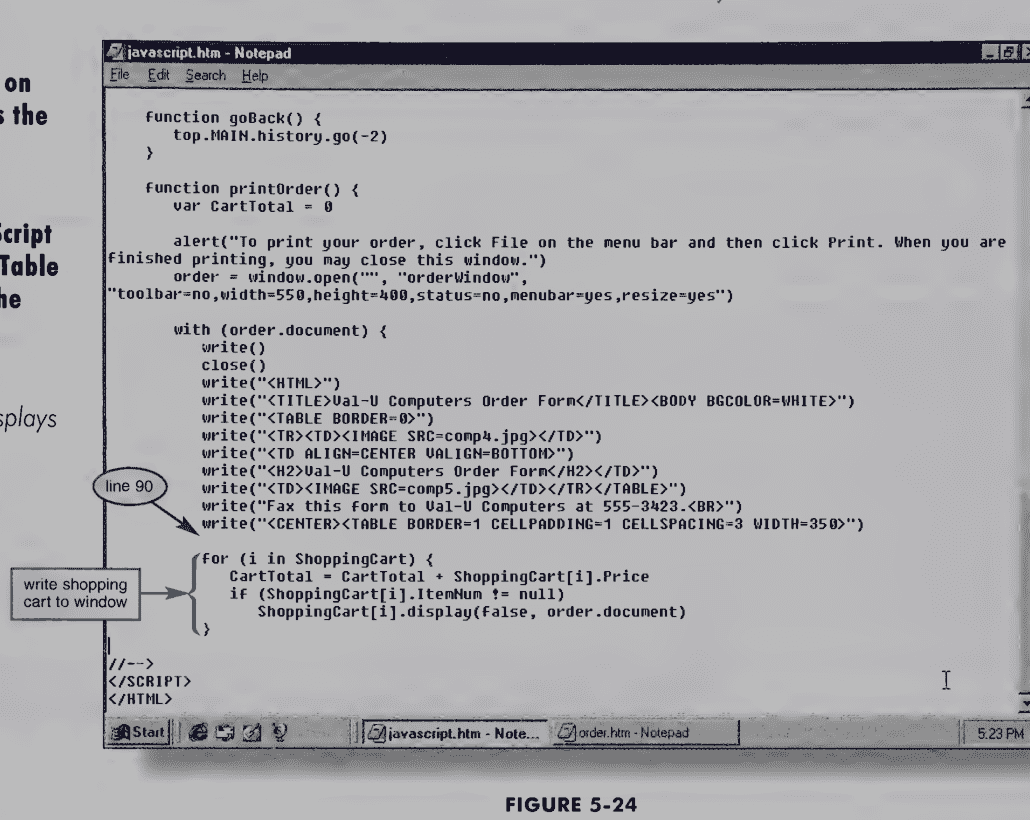 on
s the
Script
Table
he
splays
javascript.htm - Notepad
File Edit Search Help
function goBack() {
top.MAIN.history.go(-2)
}
function printOrder() {
var CartTotal = 0
alert("To print your order, click File on the menu bar and then click Print. When you are
finished printing, you may close this window.")
order = window.open("", "orderWindow",
"toolbar=no,width=550,height=400,status=no,menubar=yes,resize=yes")
with (order.document) {
write()
close()
write("<HTML>")
write("<TITLE>Val-U Computers Order Form</TITLE><BODY BGCOLOR=WHITE>")
write("<TABLE BORDER=0>")
write("<TR><TD><IMAGE SRC=comp4.jpg></TD>")
write("<TD ALIGN=CENTER VALIGN=BOTTOM>")
write("<H2>Val-U Computers Order Form</H2></TD>")
write("<TD><IMAGE SRC=comp5.jpg></TD></TR></TABLE>")
write("Fax this form to Val-U Computers at 555-3423.<BR>")
write("<CENTER><TABLE BORDER=1 CELLPADDING=1 CELLSPACING=3 WIDTH=350>")
line 90
for (i in ShoppingCart) {
CartTotal = CartTotal + ShoppingCart[i].Price
if (ShoppingCart[i].ItemNum != null)
ShoppingCart[i].display(false, order.document)
}
write shopping
cart to window
//-->
</SCRIPT>
</HTML>
Start
javascript.htm - Note...
order.htm - Notepad
5:23 PM
FIGURE 5-24